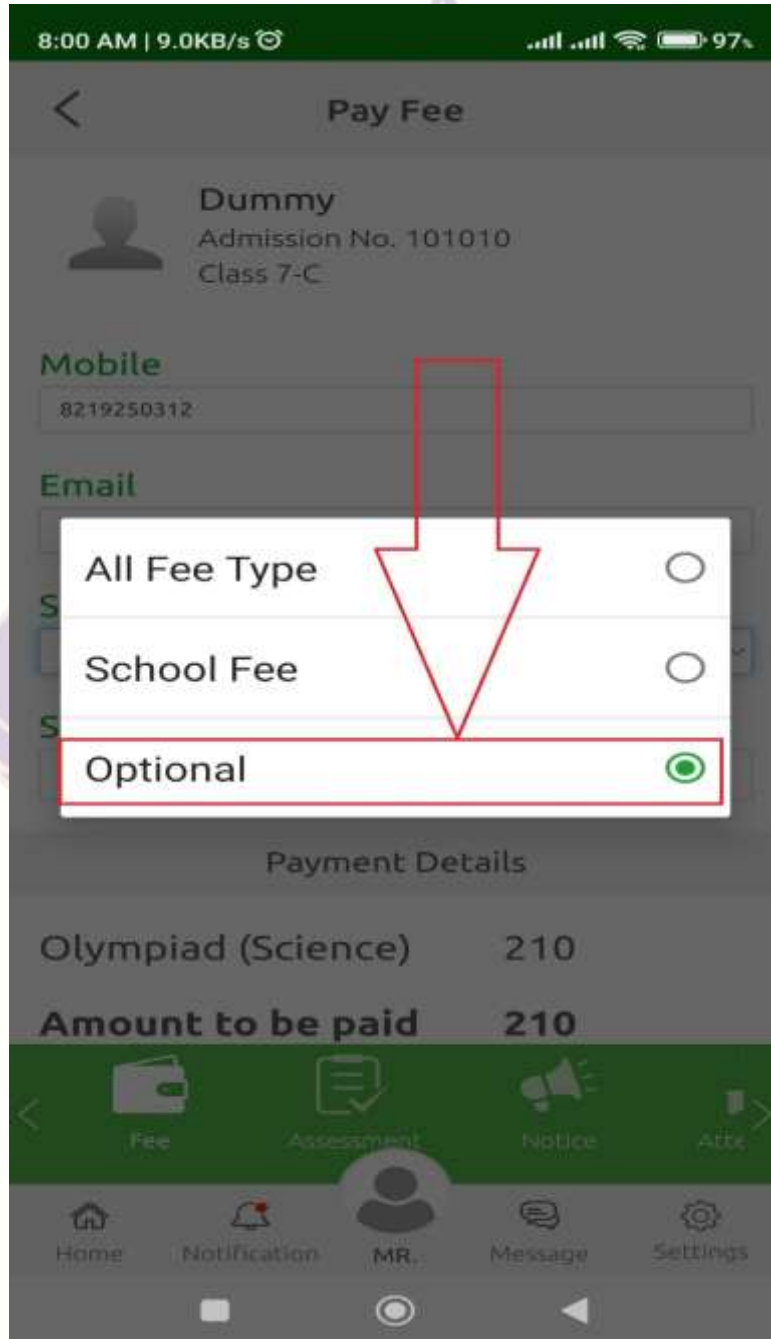 8:00 AM | 9.0KB/s 97%
Pay Fee
Dummy
Admission No. 101010
Class 7-C
Mobile
8219250312
Email
All Fee Type
S
School Fee
S
Optional
Payment Details
Olympiad (Science) 210
Amount to be paid 210
Fee Assessment Notice Atte
Home Notification MR. Message Settings